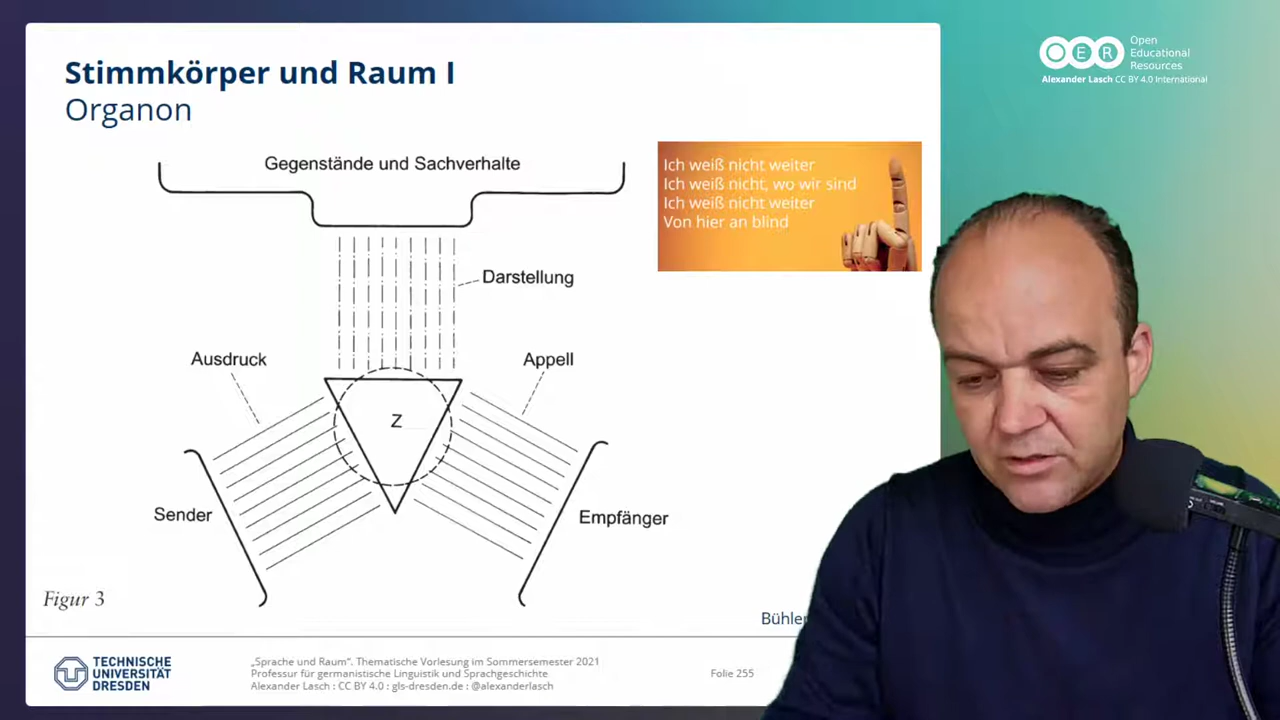 Stimmkörper und Raum I
Organon
Gegenstände und Sachverhalte
Darstellung
Ausdruck
Appell
Z
Sender
Empfänger
Figur 3
Ich weiß nicht weiter
Ich weiß nicht, wo wir sind
Ich weiß nicht weiter
Von hier an blind
Bühler
TECHNISCHE
UNIVERSITÄT
DRESDEN
„Sprache und Raum“. Thematische Vorlesung im Sommersemester 2021
Professur für germanistische Linguistik und Sprachgeschichte
Alexander Lasch : CC BY 4.0 : gls-dresden.de : @alexanderlasch
Folie 255
OER
Open
Educational
Resources
Alexander Lasch CC BY 4.0 International